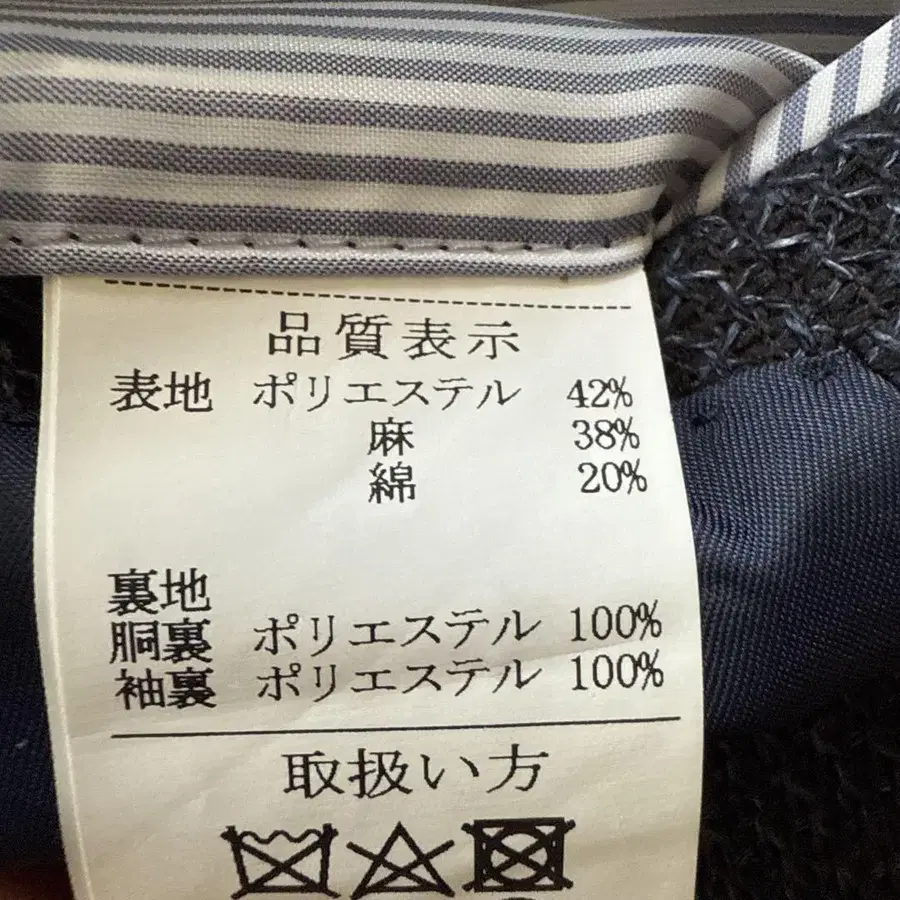 品質表示
表地 ポリエステル 42%
麻 38%
綿 20%
裏地
胴裏 ポリエステル 100%
袖裏 ポリエステル 100%
取扱い方